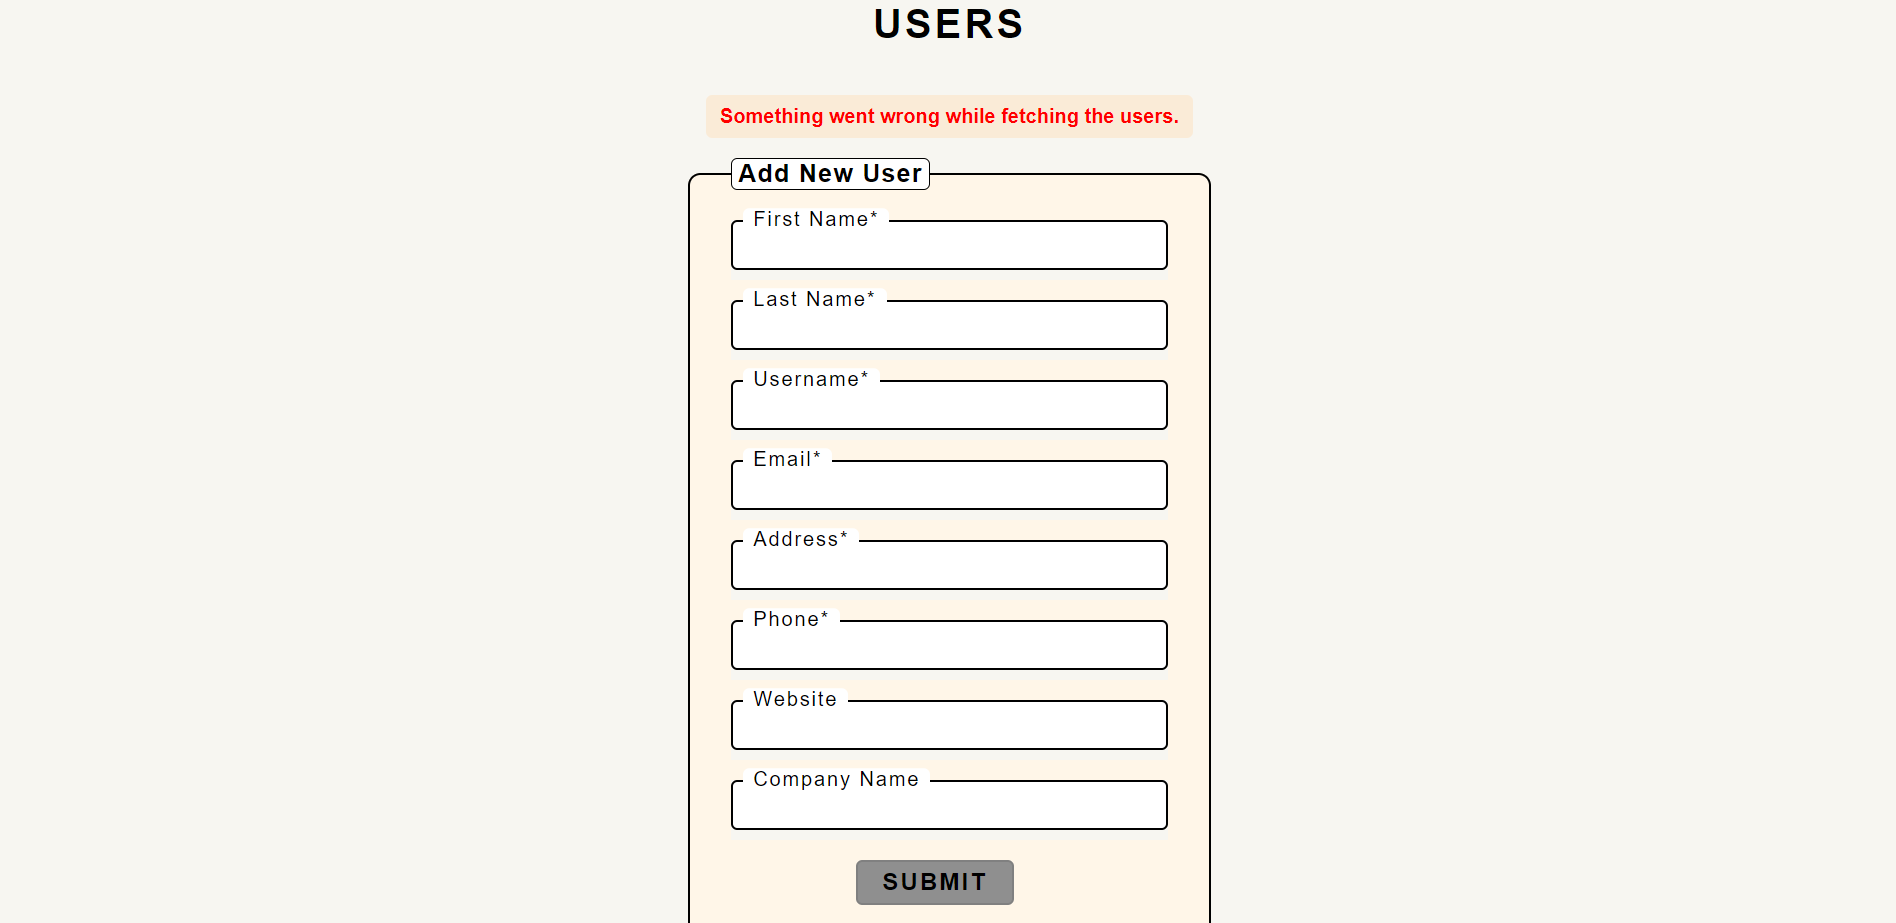 USERS
Something went wrong while fetching the users.
Add New User
First Name*
Last Name*
Username*
Email*
Address*
Phone*
Website
Company Name
SUBMIT